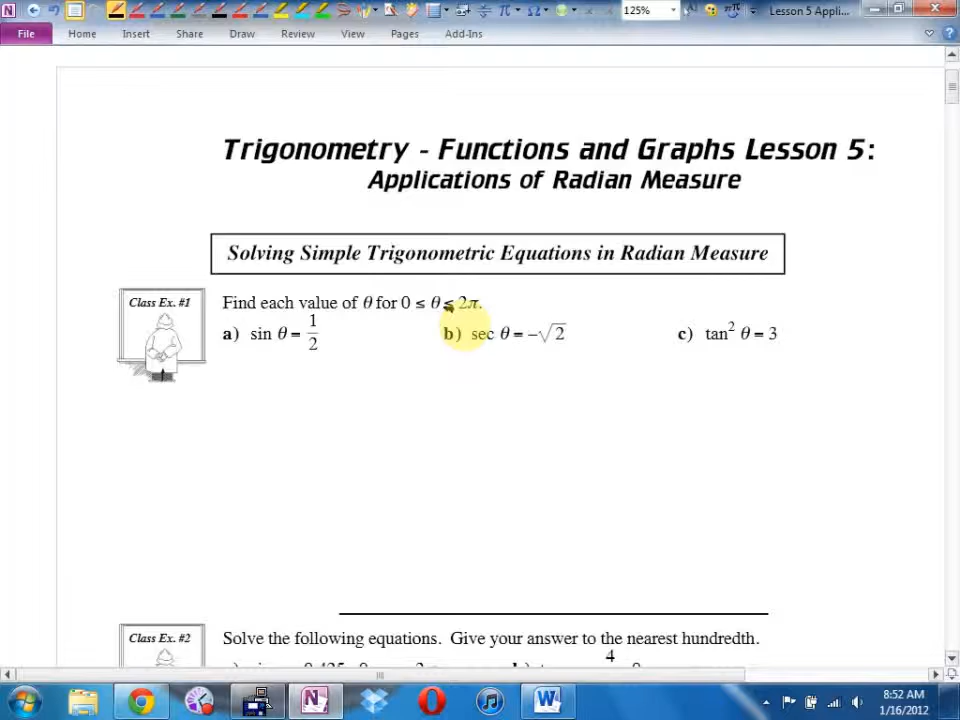 125%
Lesson 5 Appli...
File Home Insert Share Draw Review View Pages Add-Ins
Trigonometry - Functions and Graphs Lesson 5:
Applications of Radian Measure
Solving Simple Trigonometric Equations in Radian Measure
Class Ex. #1
Find each value of θ for 0 ≤ θ ≤ 2π.
a) sin θ = 1/2 b) sec θ = −√2 c) tan² θ = 3
Class Ex. #2
Solve the following equations. Give your answer to the nearest hundredth.
8:52 AM
1/16/2012